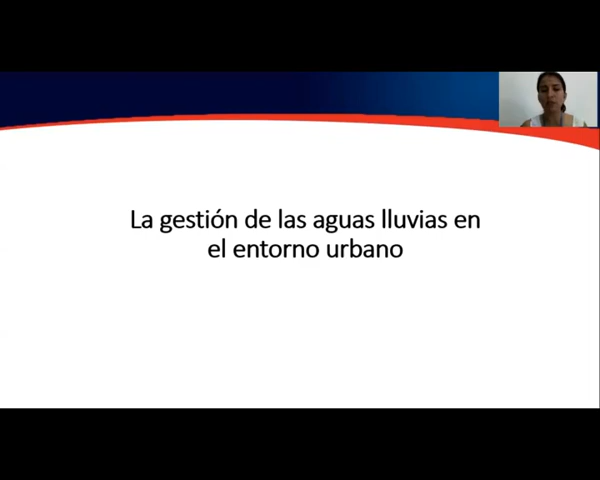 La gestión de las aguas lluvias en
el entorno urbano